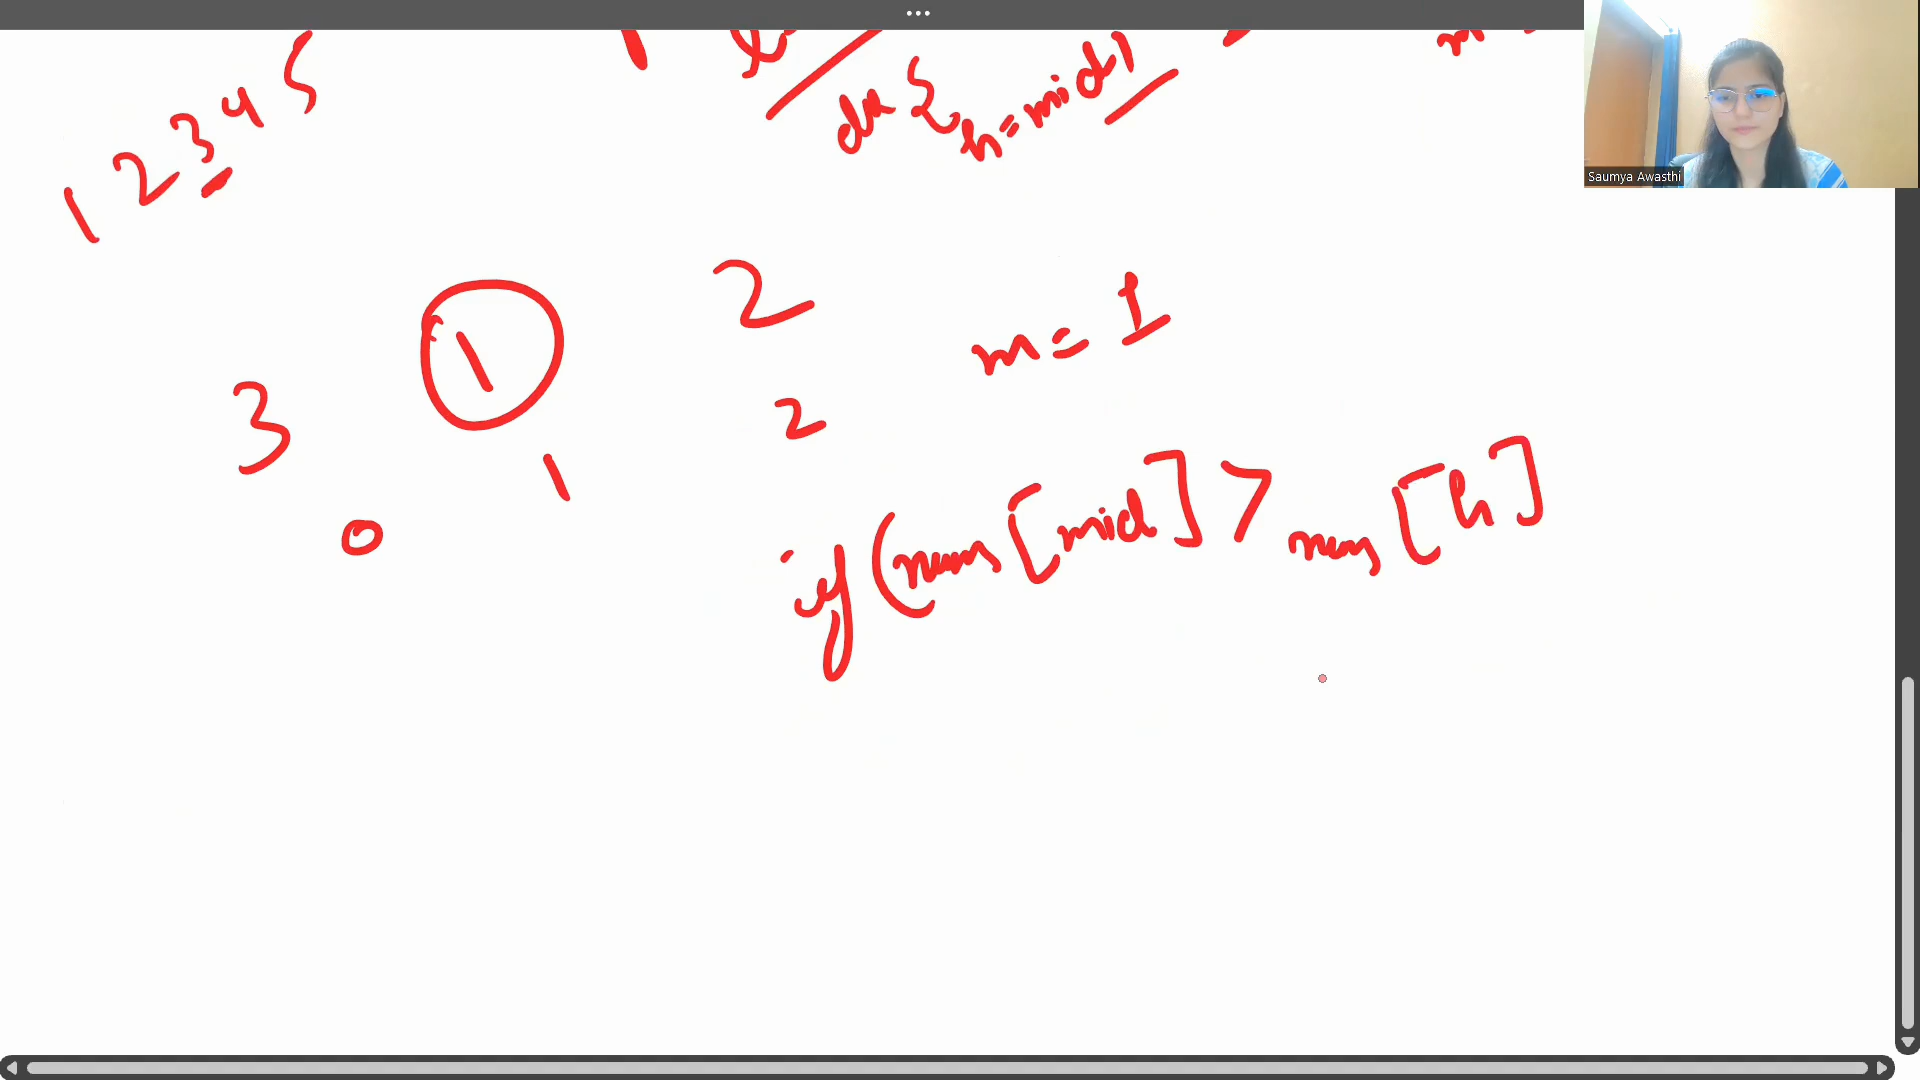 ...
1 2 3 4 5
{h=mid}
Saumya Awasthi
3 1 2
m=1
0 1 2
if(nums[mid]>nums[h]